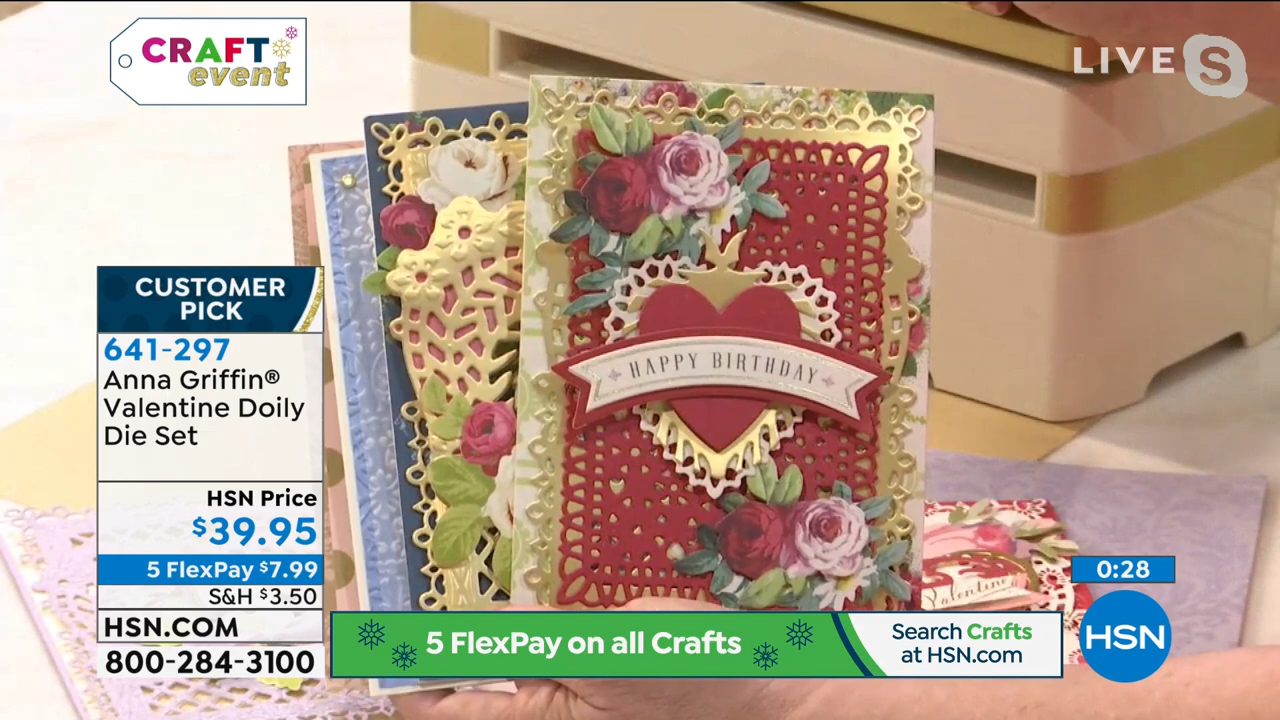 CRAFT
event
LIVE S
HAPPY BIRTHDAY
CUSTOMER
PICK
641-297
Anna Griffin®
Valentine Doily
Die Set
HSN Price
$39.95
5 FlexPay $7.99
S&H $3.50
HSN.COM
800-284-3100
Valentine
0:28
5 FlexPay on all Crafts
Search Crafts
at HSN.com
HSN